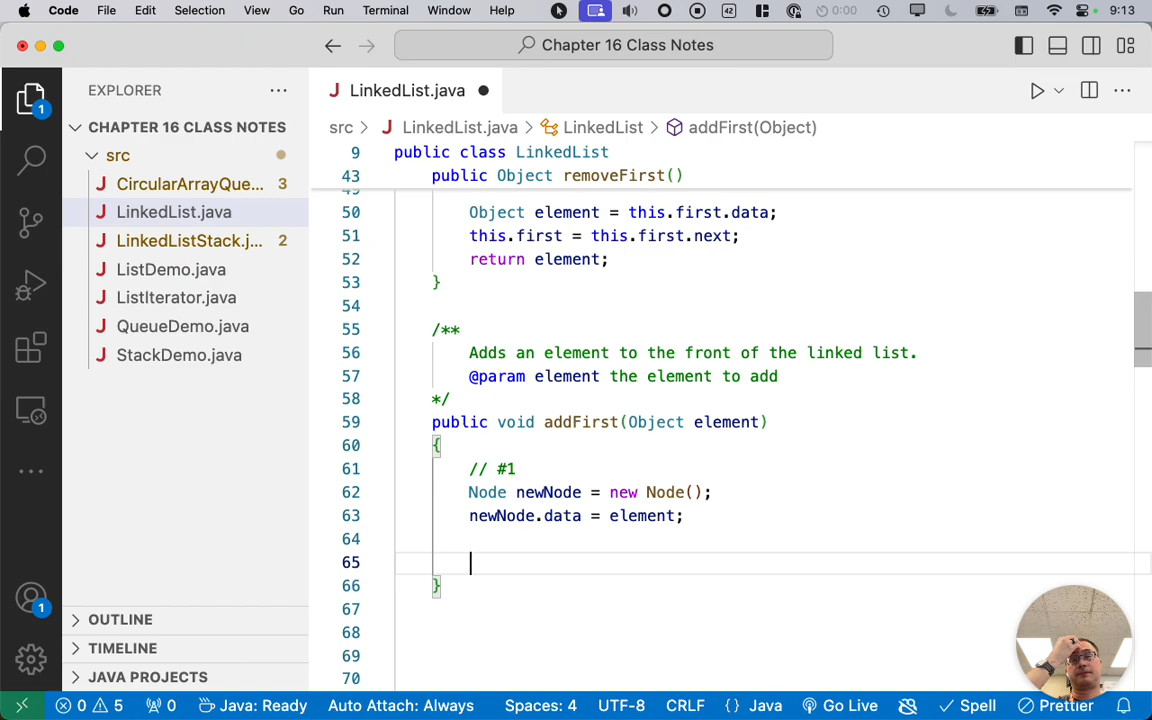 Code File Edit Selection View Go Run Terminal Window Help 42 0:00 9:13
Chapter 16 Class Notes
1
EXPLORER
CHAPTER 16 CLASS NOTES
src
CircularArrayQue... 3
LinkedList.java
LinkedListStack.j... 2
ListDemo.java
ListIterator.java
QueueDemo.java
StackDemo.java
OUTLINE
TIMELINE
JAVA PROJECTS
1
J LinkedList.java
src > J LinkedList.java > LinkedList > addFirst(Object)
9 public class LinkedList
43 public Object removeFirst()
49
50 Object element = this.first.data;
51 this.first = this.first.next;
52 return element;
53 }
54
55 /**
56 Adds an element to the front of the linked list.
57 @param element the element to add
58 */
59 public void addFirst(Object element)
60 {
61 // #1
62 Node newNode = new Node();
63 newNode.data = element;
64
65
66 }
67
68
69
70
0 5 0 Java: Ready Auto Attach: Always Spaces: 4 UTF-8 CRLF {} Java Go Live Spell Prettier